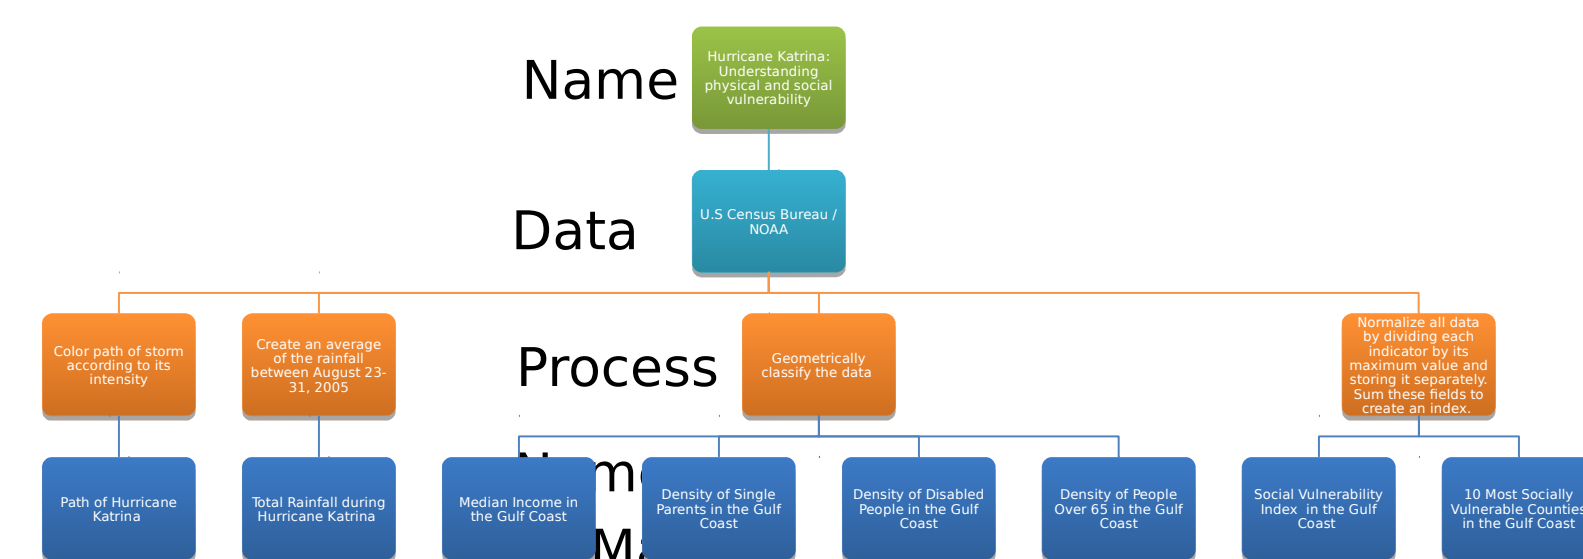 Name
Hurricane Katrina:
Understanding
physical and social
vulnerability
Data
U.S Census Bureau /
NOAA
Process
Color path of storm
according to its
intensity
Create an average
of the rainfall
between August 23-
31, 2005
Geometrically
classify the data
Normalize all data
by dividing each
indicator by its
maximum value and
storing it separately.
Sum these fields to
create an index.
Path of Hurricane
Katrina
Total Rainfall during
Hurricane Katrina
Median Income in
the Gulf Coast
Density of Single
Parents in the Gulf
Coast
Density of Disabled
People in the Gulf
Coast
Density of People
Over 65 in the Gulf
Coast
Social Vulnerability
Index  in the Gulf
Coast
10 Most Socially
Vulnerable Counties
in the Gulf Coast